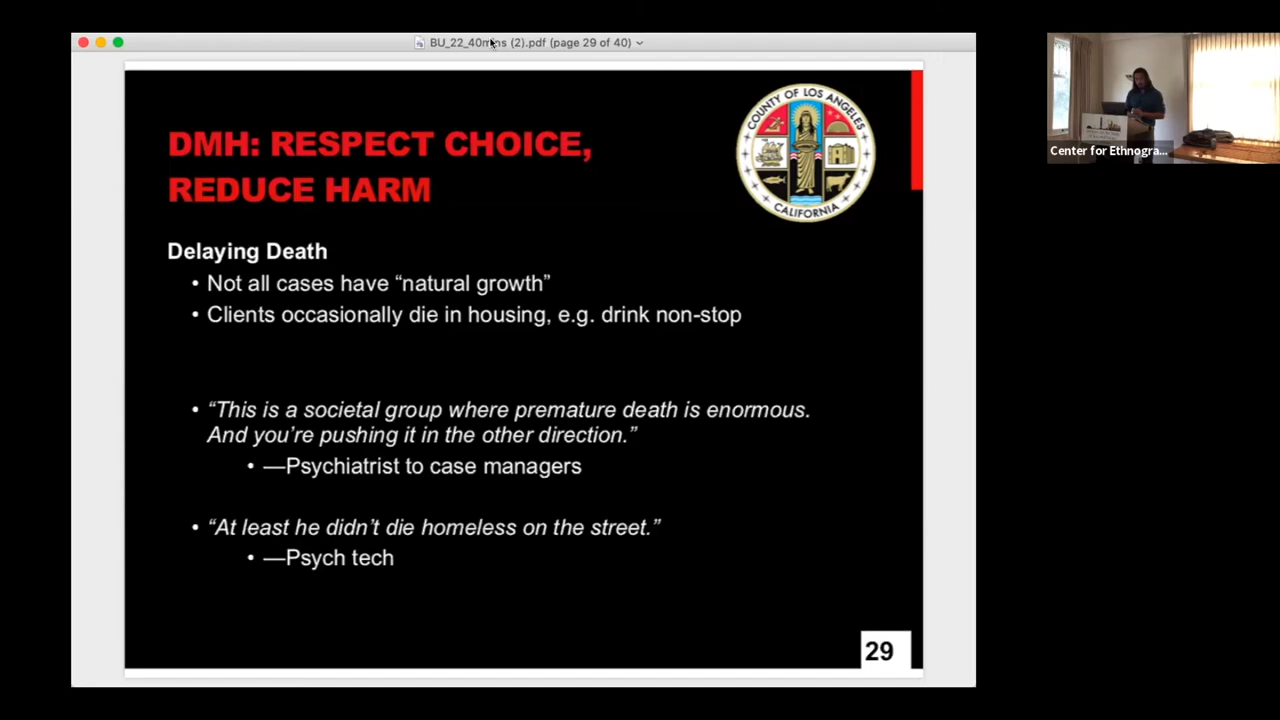 BU_22_40mins (2).pdf (page 29 of 40)
DMH: RESPECT CHOICE,
REDUCE HARM
COUNTY OF LOS ANGELES
CALIFORNIA
Delaying Death
• Not all cases have “natural growth”
• Clients occasionally die in housing, e.g. drink non-stop
• “This is a societal group where premature death is enormous.
And you’re pushing it in the other direction.”
• —Psychiatrist to case managers
• “At least he didn’t die homeless on the street.”
• —Psych tech
29
Center for Ethnogra...